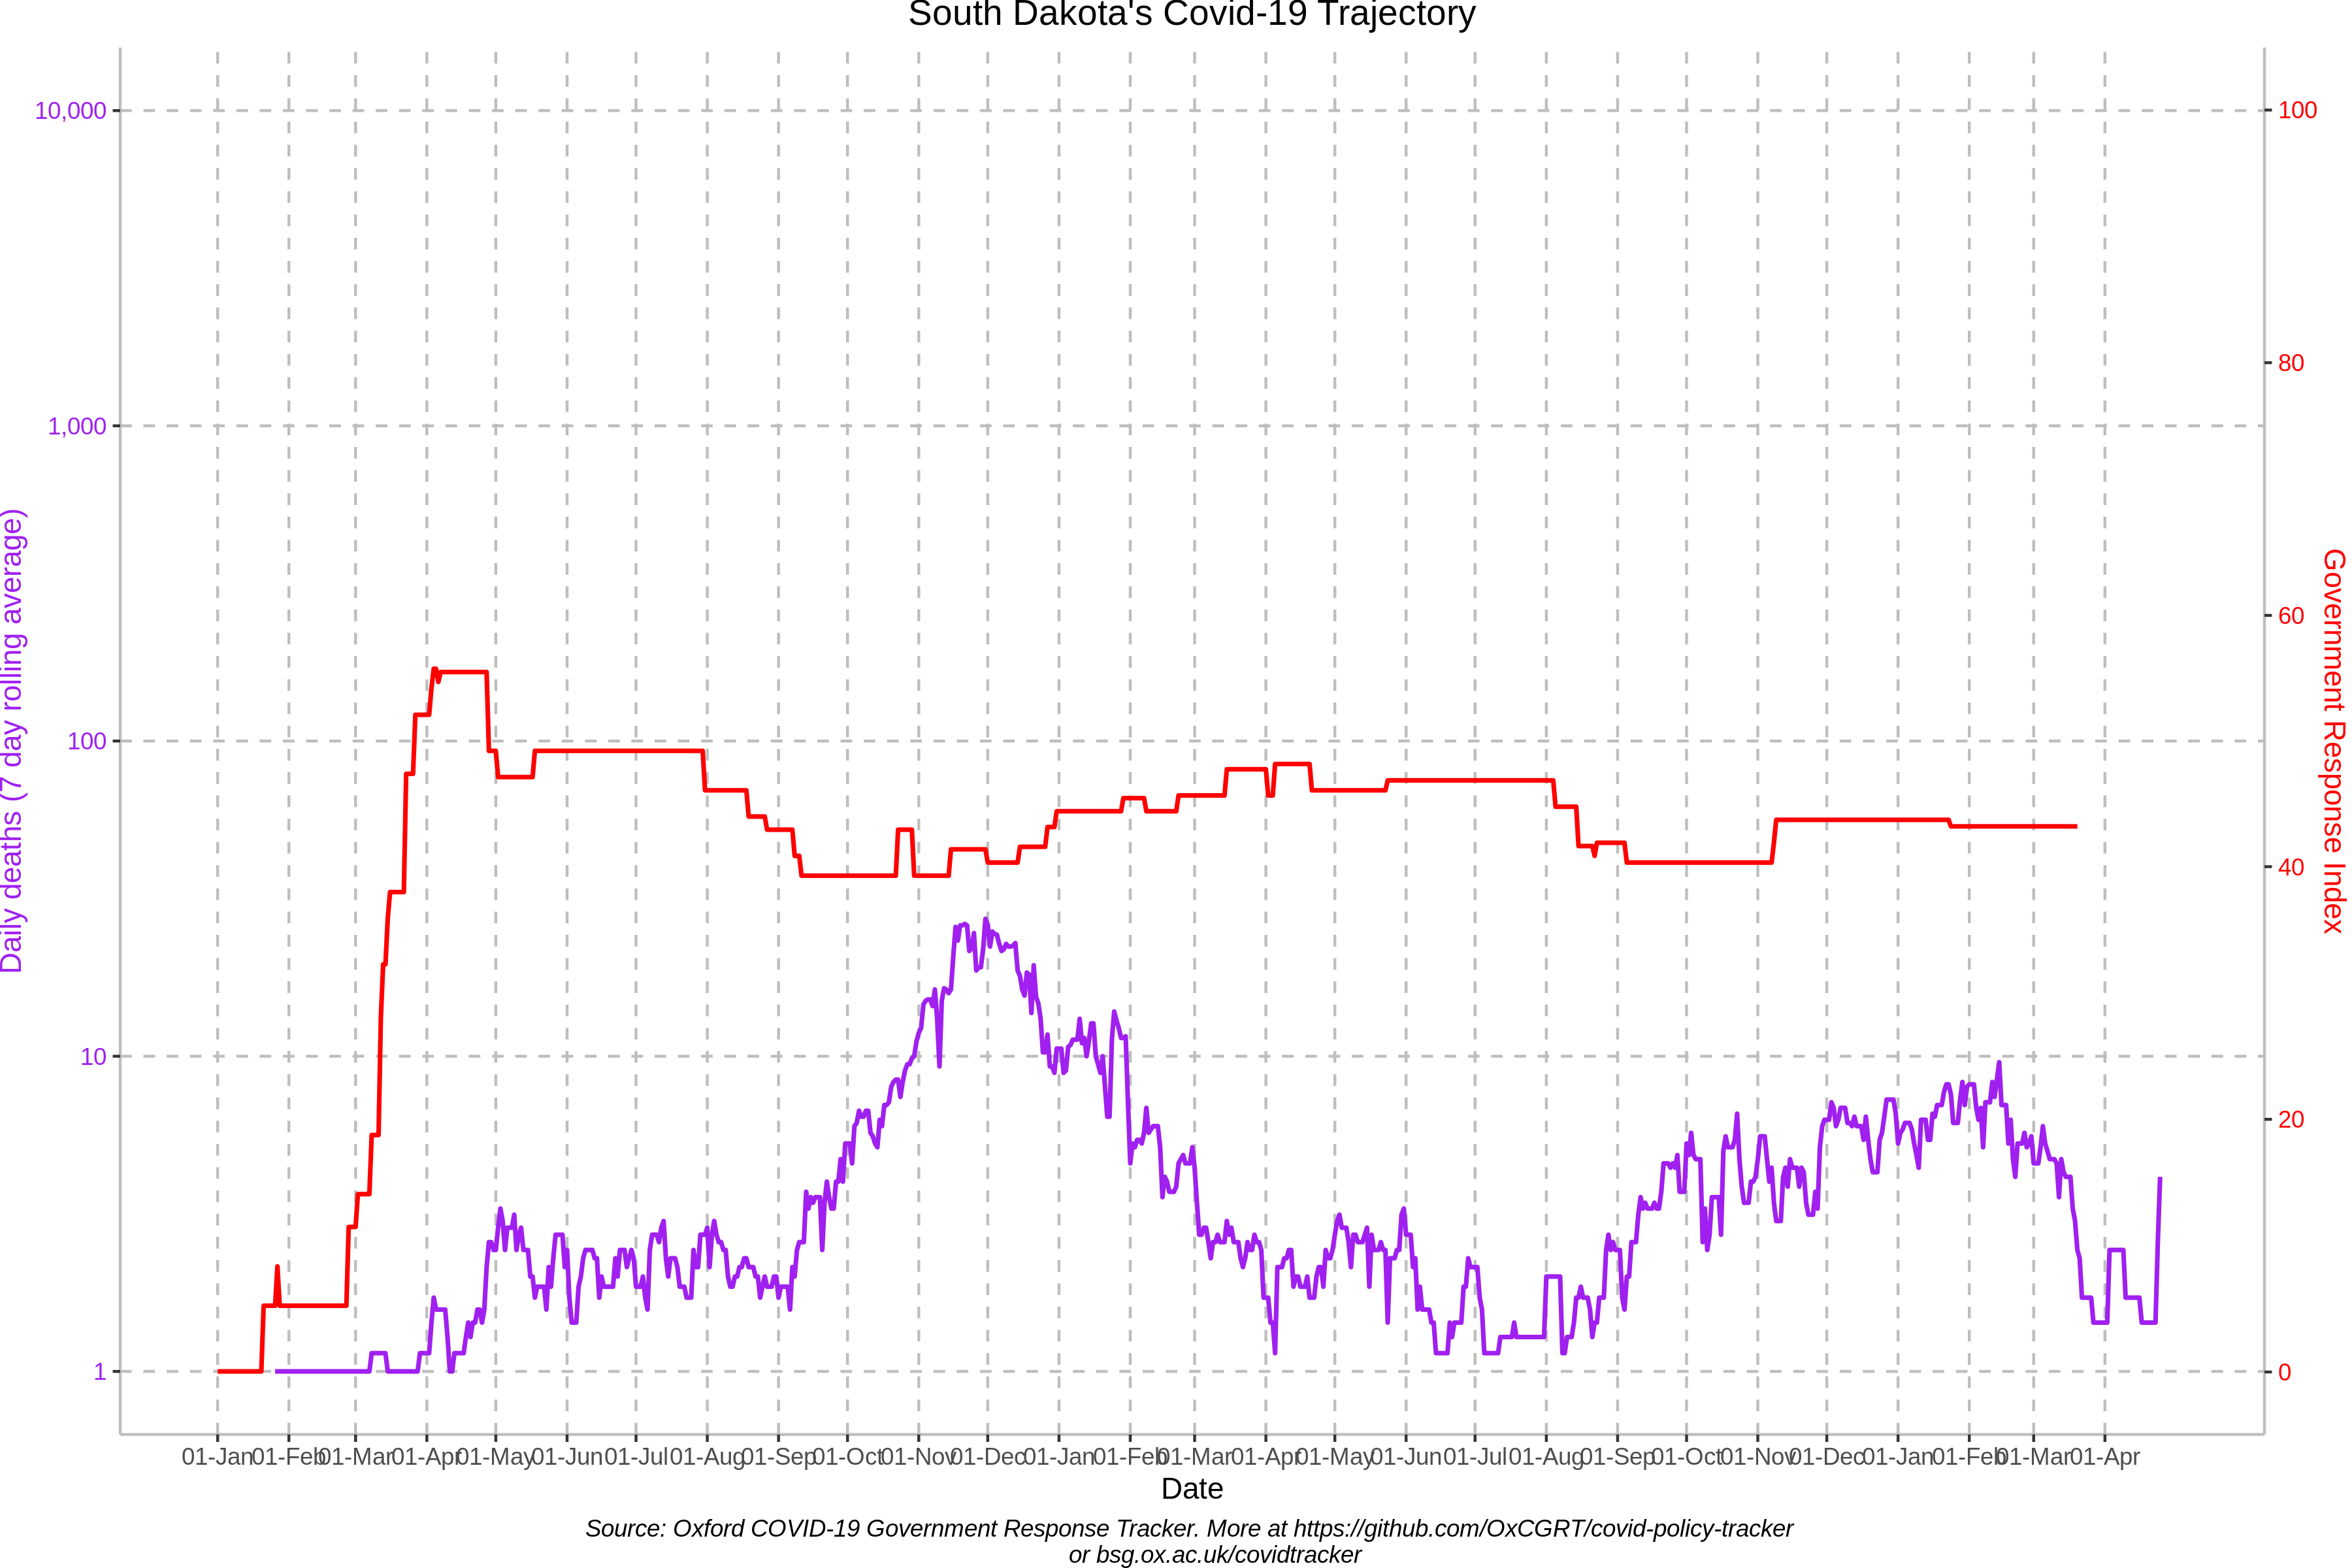 South Dakota's Covid-19 Trajectory
Daily deaths (7 day rolling average)
10,000
1,000
100
10
1
100
80
60
40
20
0
Government Response Index
01-Jan 01-Feb 01-Mar 01-Apr 01-May 01-Jun 01-Jul 01-Aug 01-Sep 01-Oct 01-Nov 01-Dec 01-Jan 01-Feb 01-Mar 01-Apr 01-May 01-Jun 01-Jul 01-Aug 01-Sep 01-Oct 01-Nov 01-Dec 01-Jan 01-Feb 01-Mar 01-Apr
Date
Source: Oxford COVID-19 Government Response Tracker. More at https://github.com/OxCGRT/covid-policy-tracker
or bsg.ox.ac.uk/covidtracker